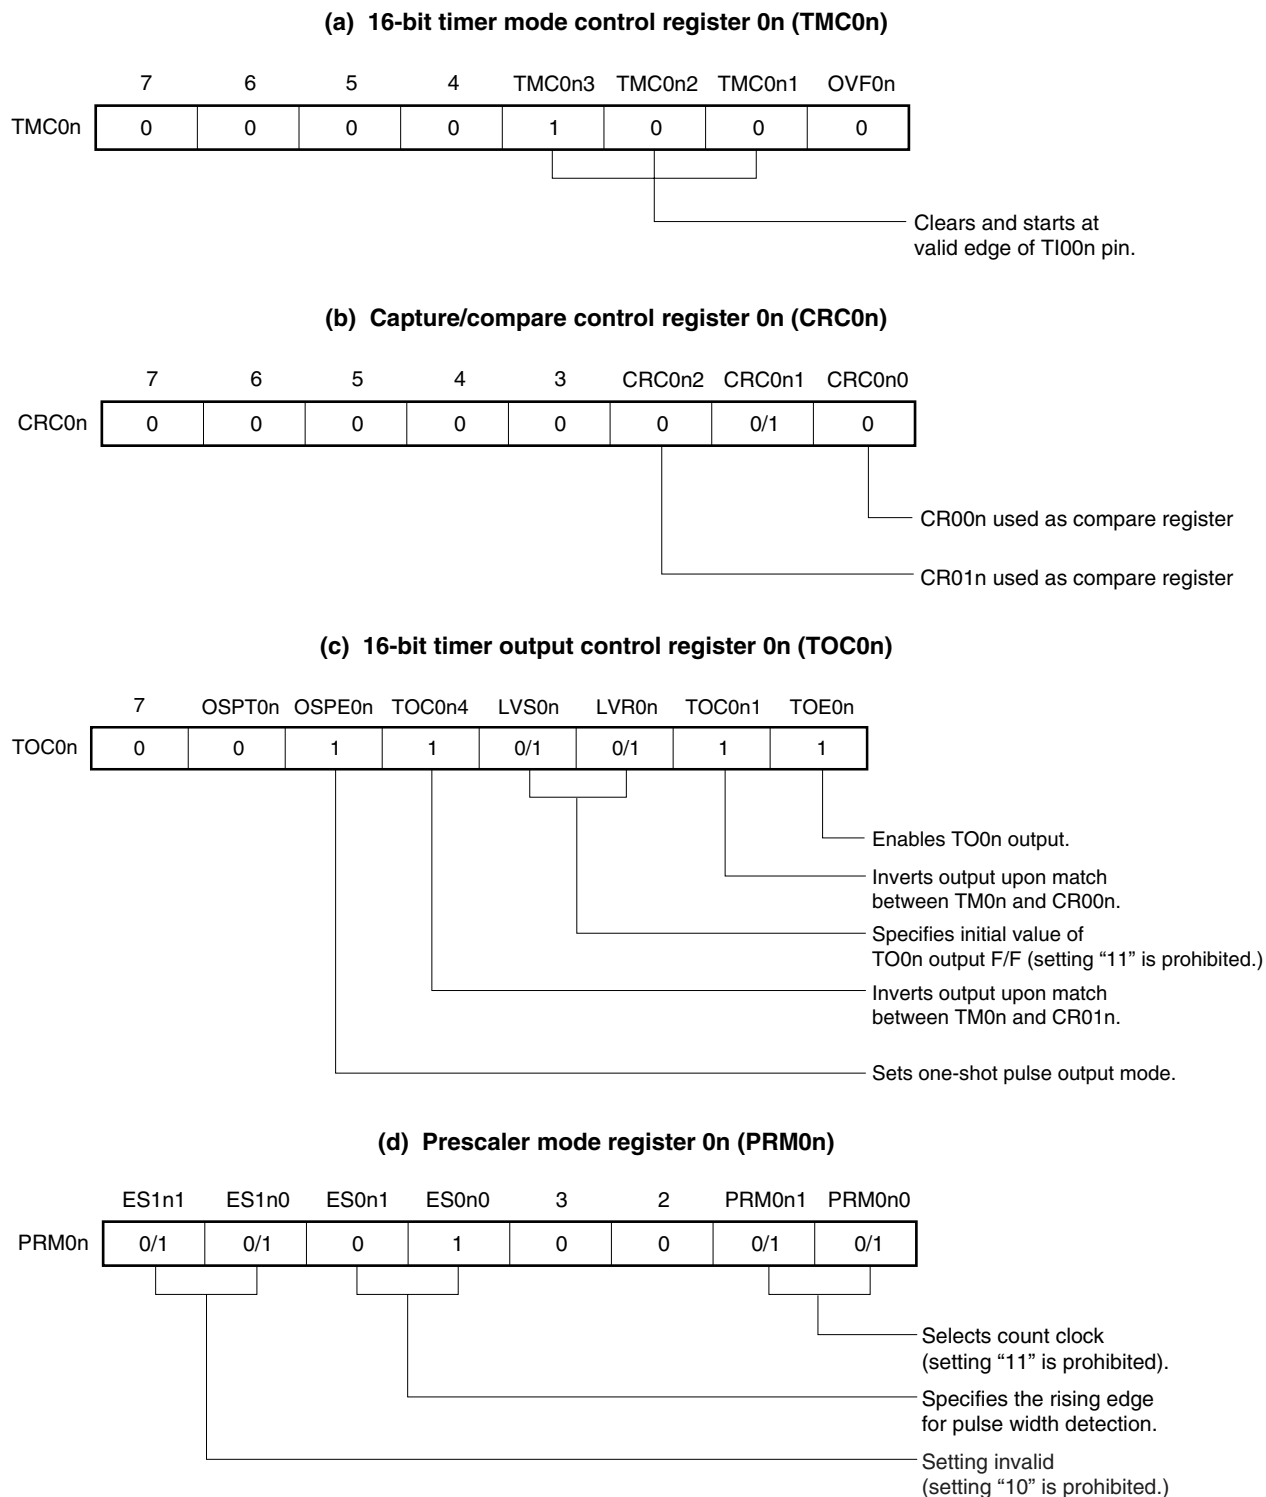 (a) 16-bit timer mode control register 0n (TMC0n)
7 6 5 4 TMC0n3 TMC0n2 TMC0n1 OVF0n
TMC0n 0 0 0 0 1 0 0 0
Clears and starts at
valid edge of TI00n pin.
(b) Capture/compare control register 0n (CRC0n)
7 6 5 4 3 CRC0n2 CRC0n1 CRC0n0
CRC0n 0 0 0 0 0 0 0/1 0
CR00n used as compare register
CR01n used as compare register
(c) 16-bit timer output control register 0n (TOC0n)
7 OSPT0n OSPE0n TOC0n4 LVS0n LVR0n TOC0n1 TOE0n
TOC0n 0 0 1 1 0/1 0/1 1 1
Enables TO0n output.
Inverts output upon match
between TM0n and CR00n.
Specifies initial value of
TO0n output F/F (setting “11” is prohibited.)
Inverts output upon match
between TM0n and CR01n.
Sets one-shot pulse output mode.
(d) Prescaler mode register 0n (PRM0n)
ES1n1 ES1n0 ES0n1 ES0n0 3 2 PRM0n1 PRM0n0
PRM0n 0/1 0/1 0 1 0 0 0/1 0/1
Selects count clock
(setting “11” is prohibited).
Specifies the rising edge
for pulse width detection.
Setting invalid
(setting “10” is prohibited.)